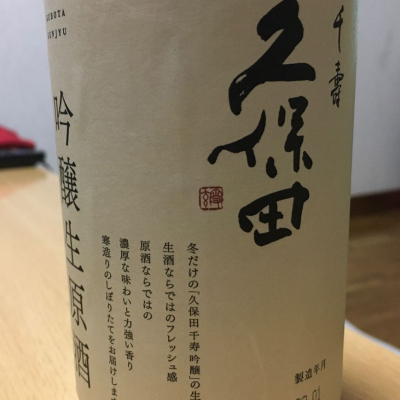 千壽
久保田
KUBOTA
SENJYU
吟醸生原酒
冬だけの「久保田千寿 吟醸」の生
生酒ならではのフレッシュ感
原酒ならではの
濃厚な味わいと力強い香り
寒造りのしぼりたてをお届けしま
製造年月